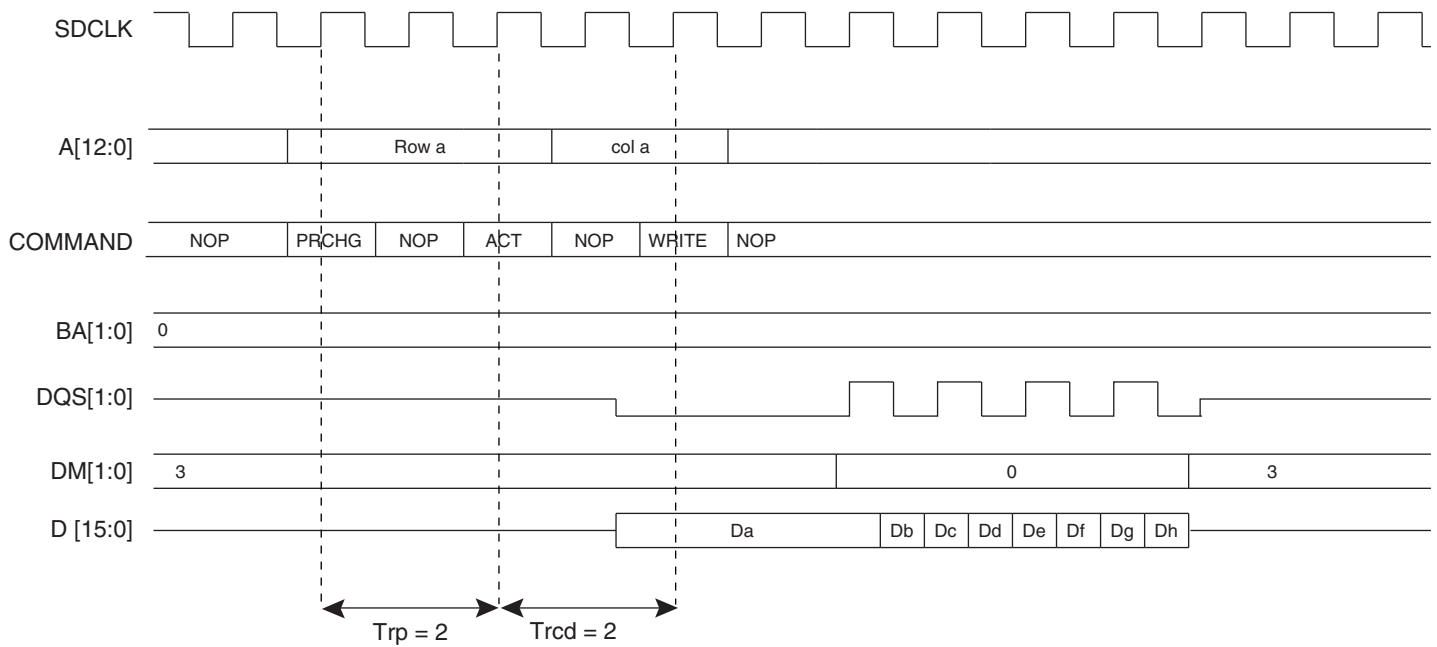 SDCLK
A[12:0] Row a col a
COMMAND NOP PRCHG NOP ACT NOP WRITE NOP
BA[1:0] 0
DQS[1:0]
DM[1:0] 3 0 3
D [15:0] Da Db Dc Dd De Df Dg Dh
Trp = 2 Trcd = 2